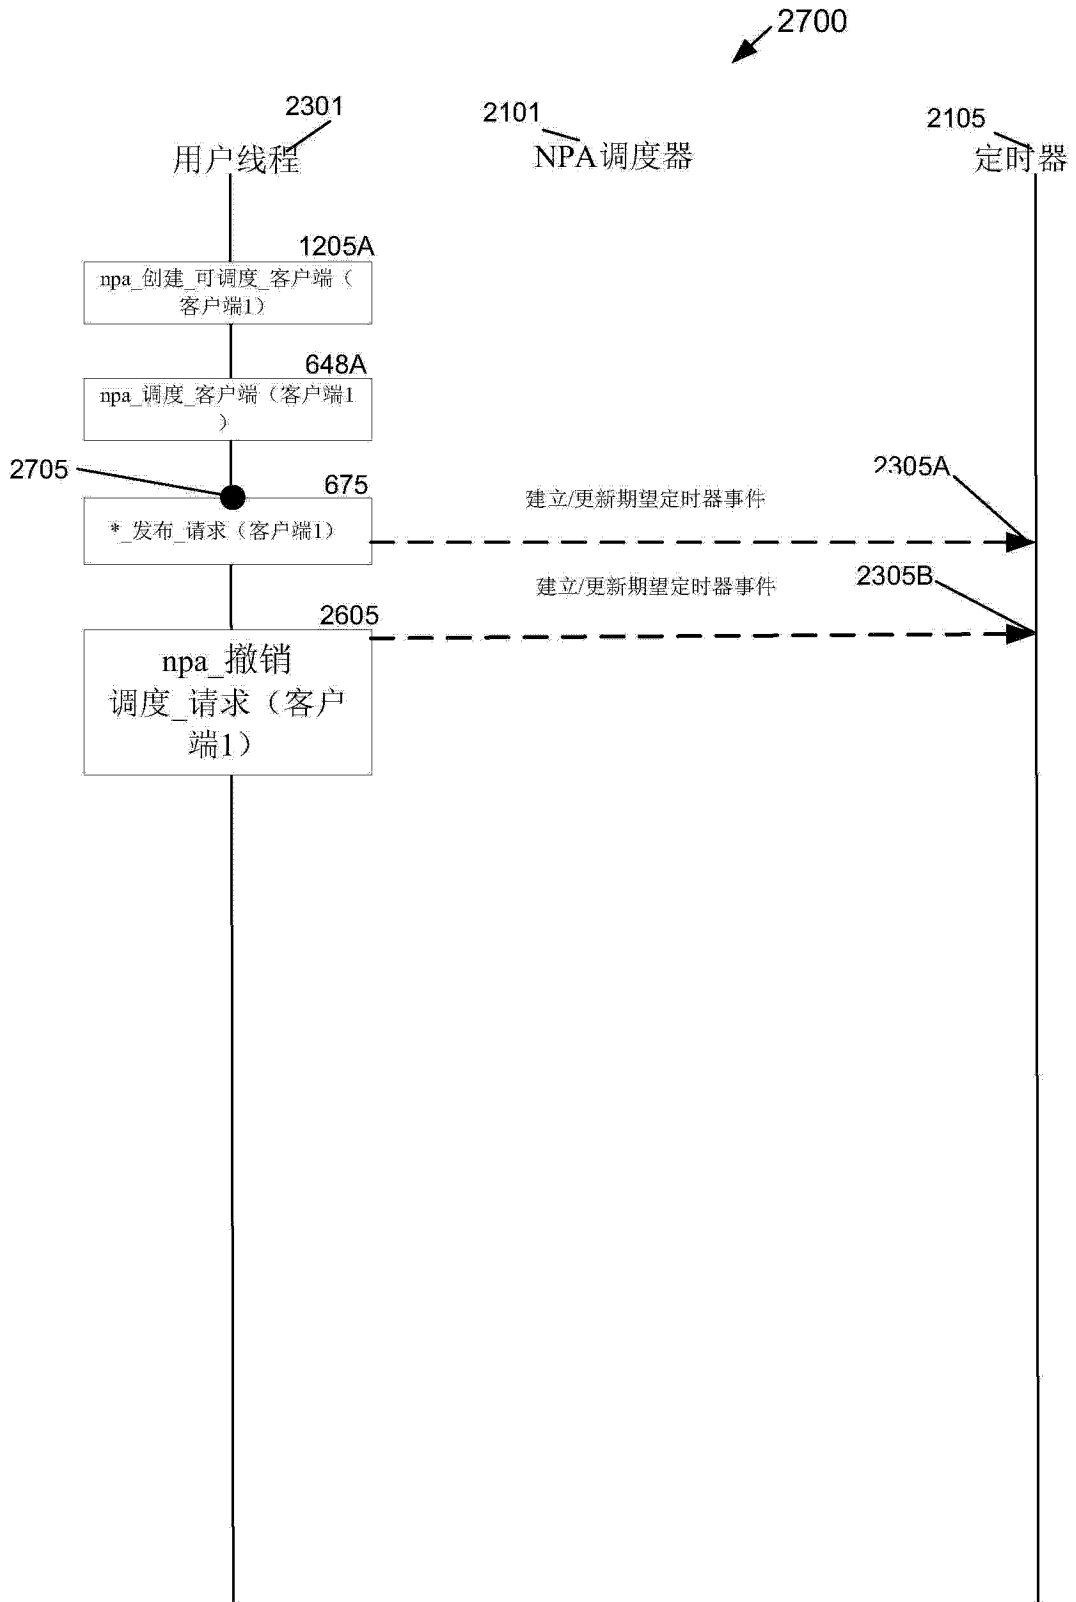 2700
2301
2101
2105
用户线程
NPA调度器
定时器
1205A
npa_创建_可调度_客户端（
客户端1）
648A
npa_调度_客户端（客户端1
）
2705
675
2305A
建立/更新期望定时器事件
*_发布_请求（客户端1）
2305B
建立/更新期望定时器事件
2605
npa_撤销
调度_请求（客户
端1）